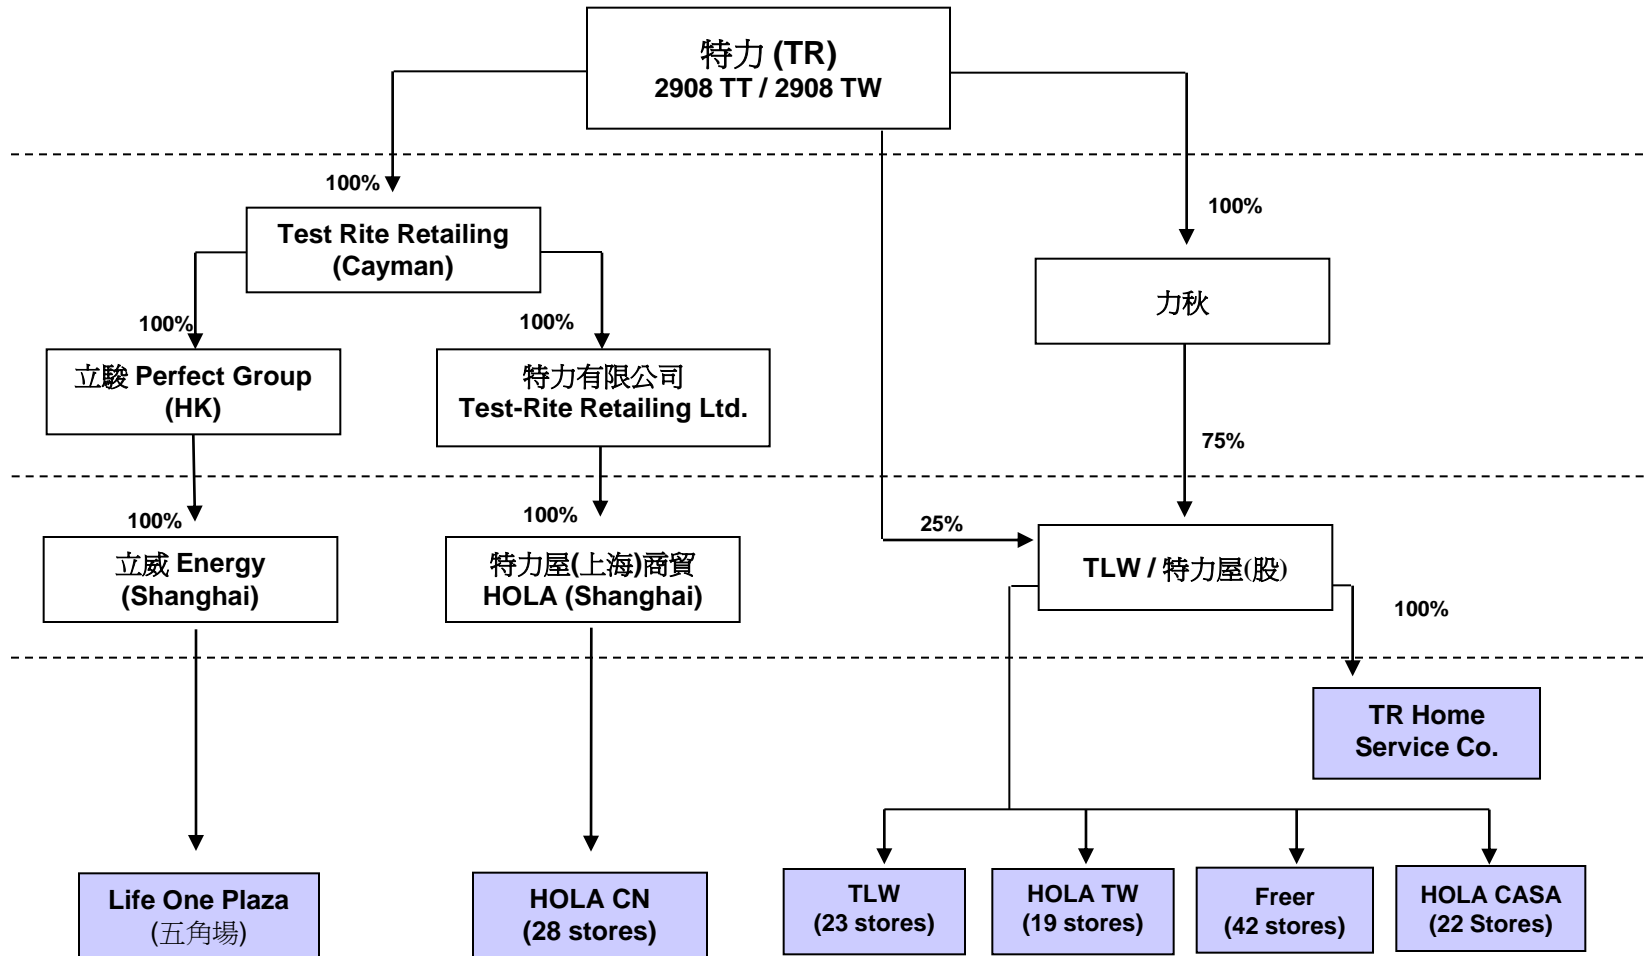 特力 (TR)
2908 TT / 2908 TW
100%
100%
Test Rite Retailing
(Cayman)
力秋
100%
100%
立駿 Perfect Group
(HK)
特力有限公司
Test-Rite Retailing Ltd.
75%
100%
100%
25%
立威 Energy
(Shanghai)
特力屋(上海)商貿
HOLA (Shanghai)
TLW / 特力屋(股)
100%
TR Home
Service Co.
Life One Plaza
(五角場)
HOLA CN
(28 stores)
TLW
(23 stores)
HOLA TW
(19 stores)
Freer
(42 stores)
HOLA CASA
(22 Stores)